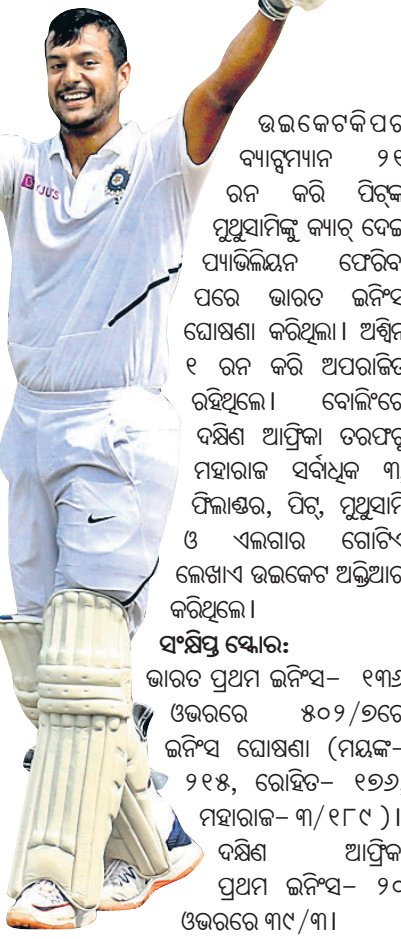 BYJU'S
ଉଇକେଟକିପର
ବ୍ୟାଟ୍ସମ୍ୟାନ ୨୧
ରନ କରି ପିଟ୍‌ଙ୍କ
ମୁଥୁସାମିଙ୍କୁ କ୍ୟାଚ୍ ଦେଇ
ପ୍ୟାଭିଲିୟନ ଫେରିବା
ପରେ ଭାରତ ଇନିଂସ
ଘୋଷଣା କରିଥିଲା। ଅଶ୍ୱିନ
୧ ରନ କରି ଅପରାଜିତ
ରହିଥିଲେ। ବୋଲିଂରେ
ଦକ୍ଷିଣ ଆଫ୍ରିକା ତରଫରୁ
ମହାରାଜ ସର୍ବାଧିକ ୩,
ଫିଲାଣ୍ଡର, ପିଟ୍, ମୁଥୁସାମି
ଓ ଏଲଗାର ଗୋଟିଏ
ଲେଖାଏ ଉଇକେଟ ଅକ୍ତିଆର
କରିଥିଲେ।
ସଂକ୍ଷିପ୍ତ ସ୍କୋର:
ଭାରତ ପ୍ରଥମ ଇନିଂସ– ୧୩୬
ଓଭରରେ ୫୦୨/୭ରେ
ଇନିଂସ ଘୋଷଣା (ମୟଙ୍କ–
୨୧୫, ରୋହିତ– ୧୭୬,
ମହାରାଜ– ୩/୧୮୯ )।
ଦକ୍ଷିଣ ଆଫ୍ରିକା
ପ୍ରଥମ ଇନିଂସ– ୨୦
ଓଭରରେ ୩୯/୩।